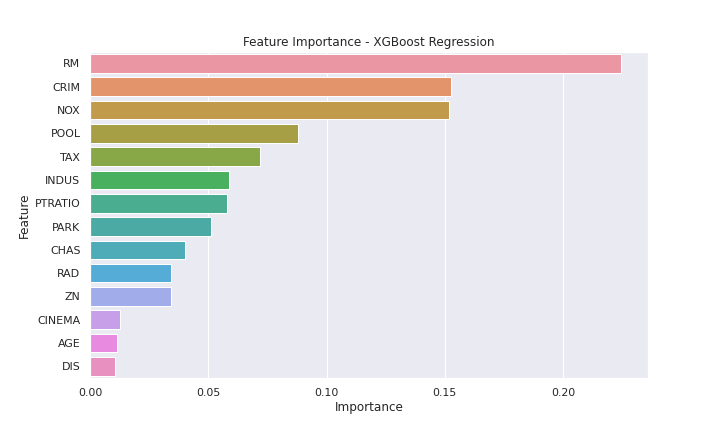 Feature Importance - XGBoost Regression
RM
CRIM
NOX
POOL
TAX
INDUS
PTRATIO
PARK
CHAS
RAD
ZN
CINEMA
AGE
DIS
Feature
0.00 0.05 0.10 0.15 0.20
Importance